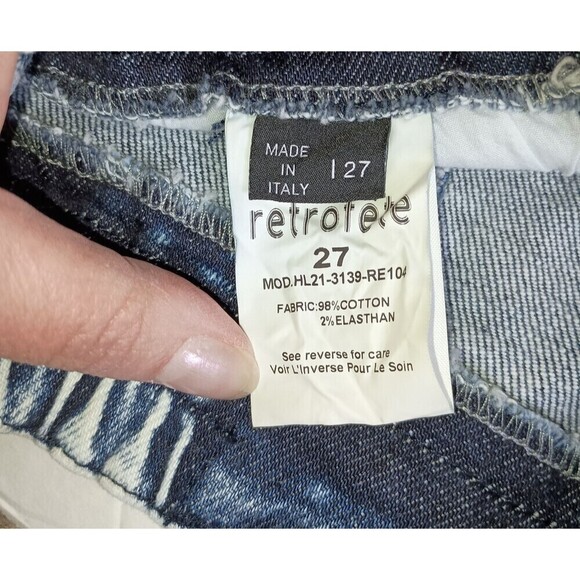 MADE
IN
ITALY
| 27
retrofete
27
MOD.HL21-3139-RE104
FABRIC:98%COTTON
2%ELASTHAN
See reverse for care
Voir L'Inverse Pour Le Soin